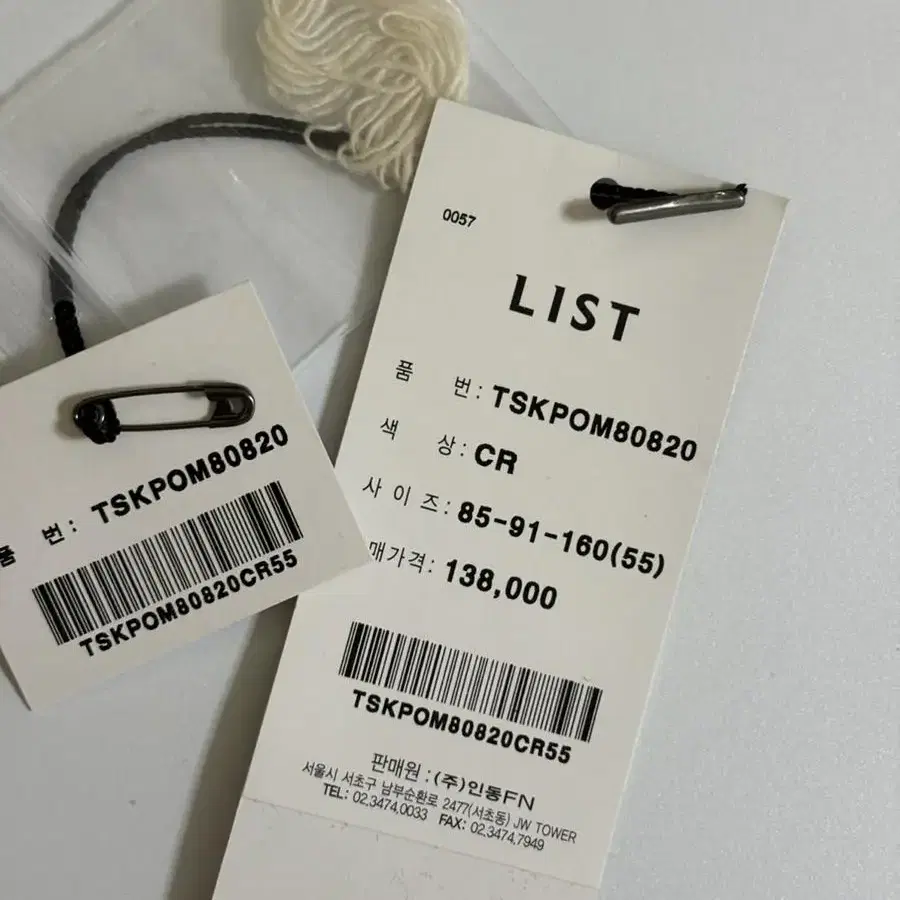 0057
LIST
품 번: TSKPOM80820
색 상: CR
사 이 즈: 85-91-160(55)
매가격: 138,000
TSKPOM80820CR55
판매원 : (주)인동FN
서울시 서초구 남부순환로 2477(서초동) JW TOWER
TEL: 02.3474.0033 FAX: 02.3474.7949
품 번: TSKPOM80820
TSKPOM80820CR55